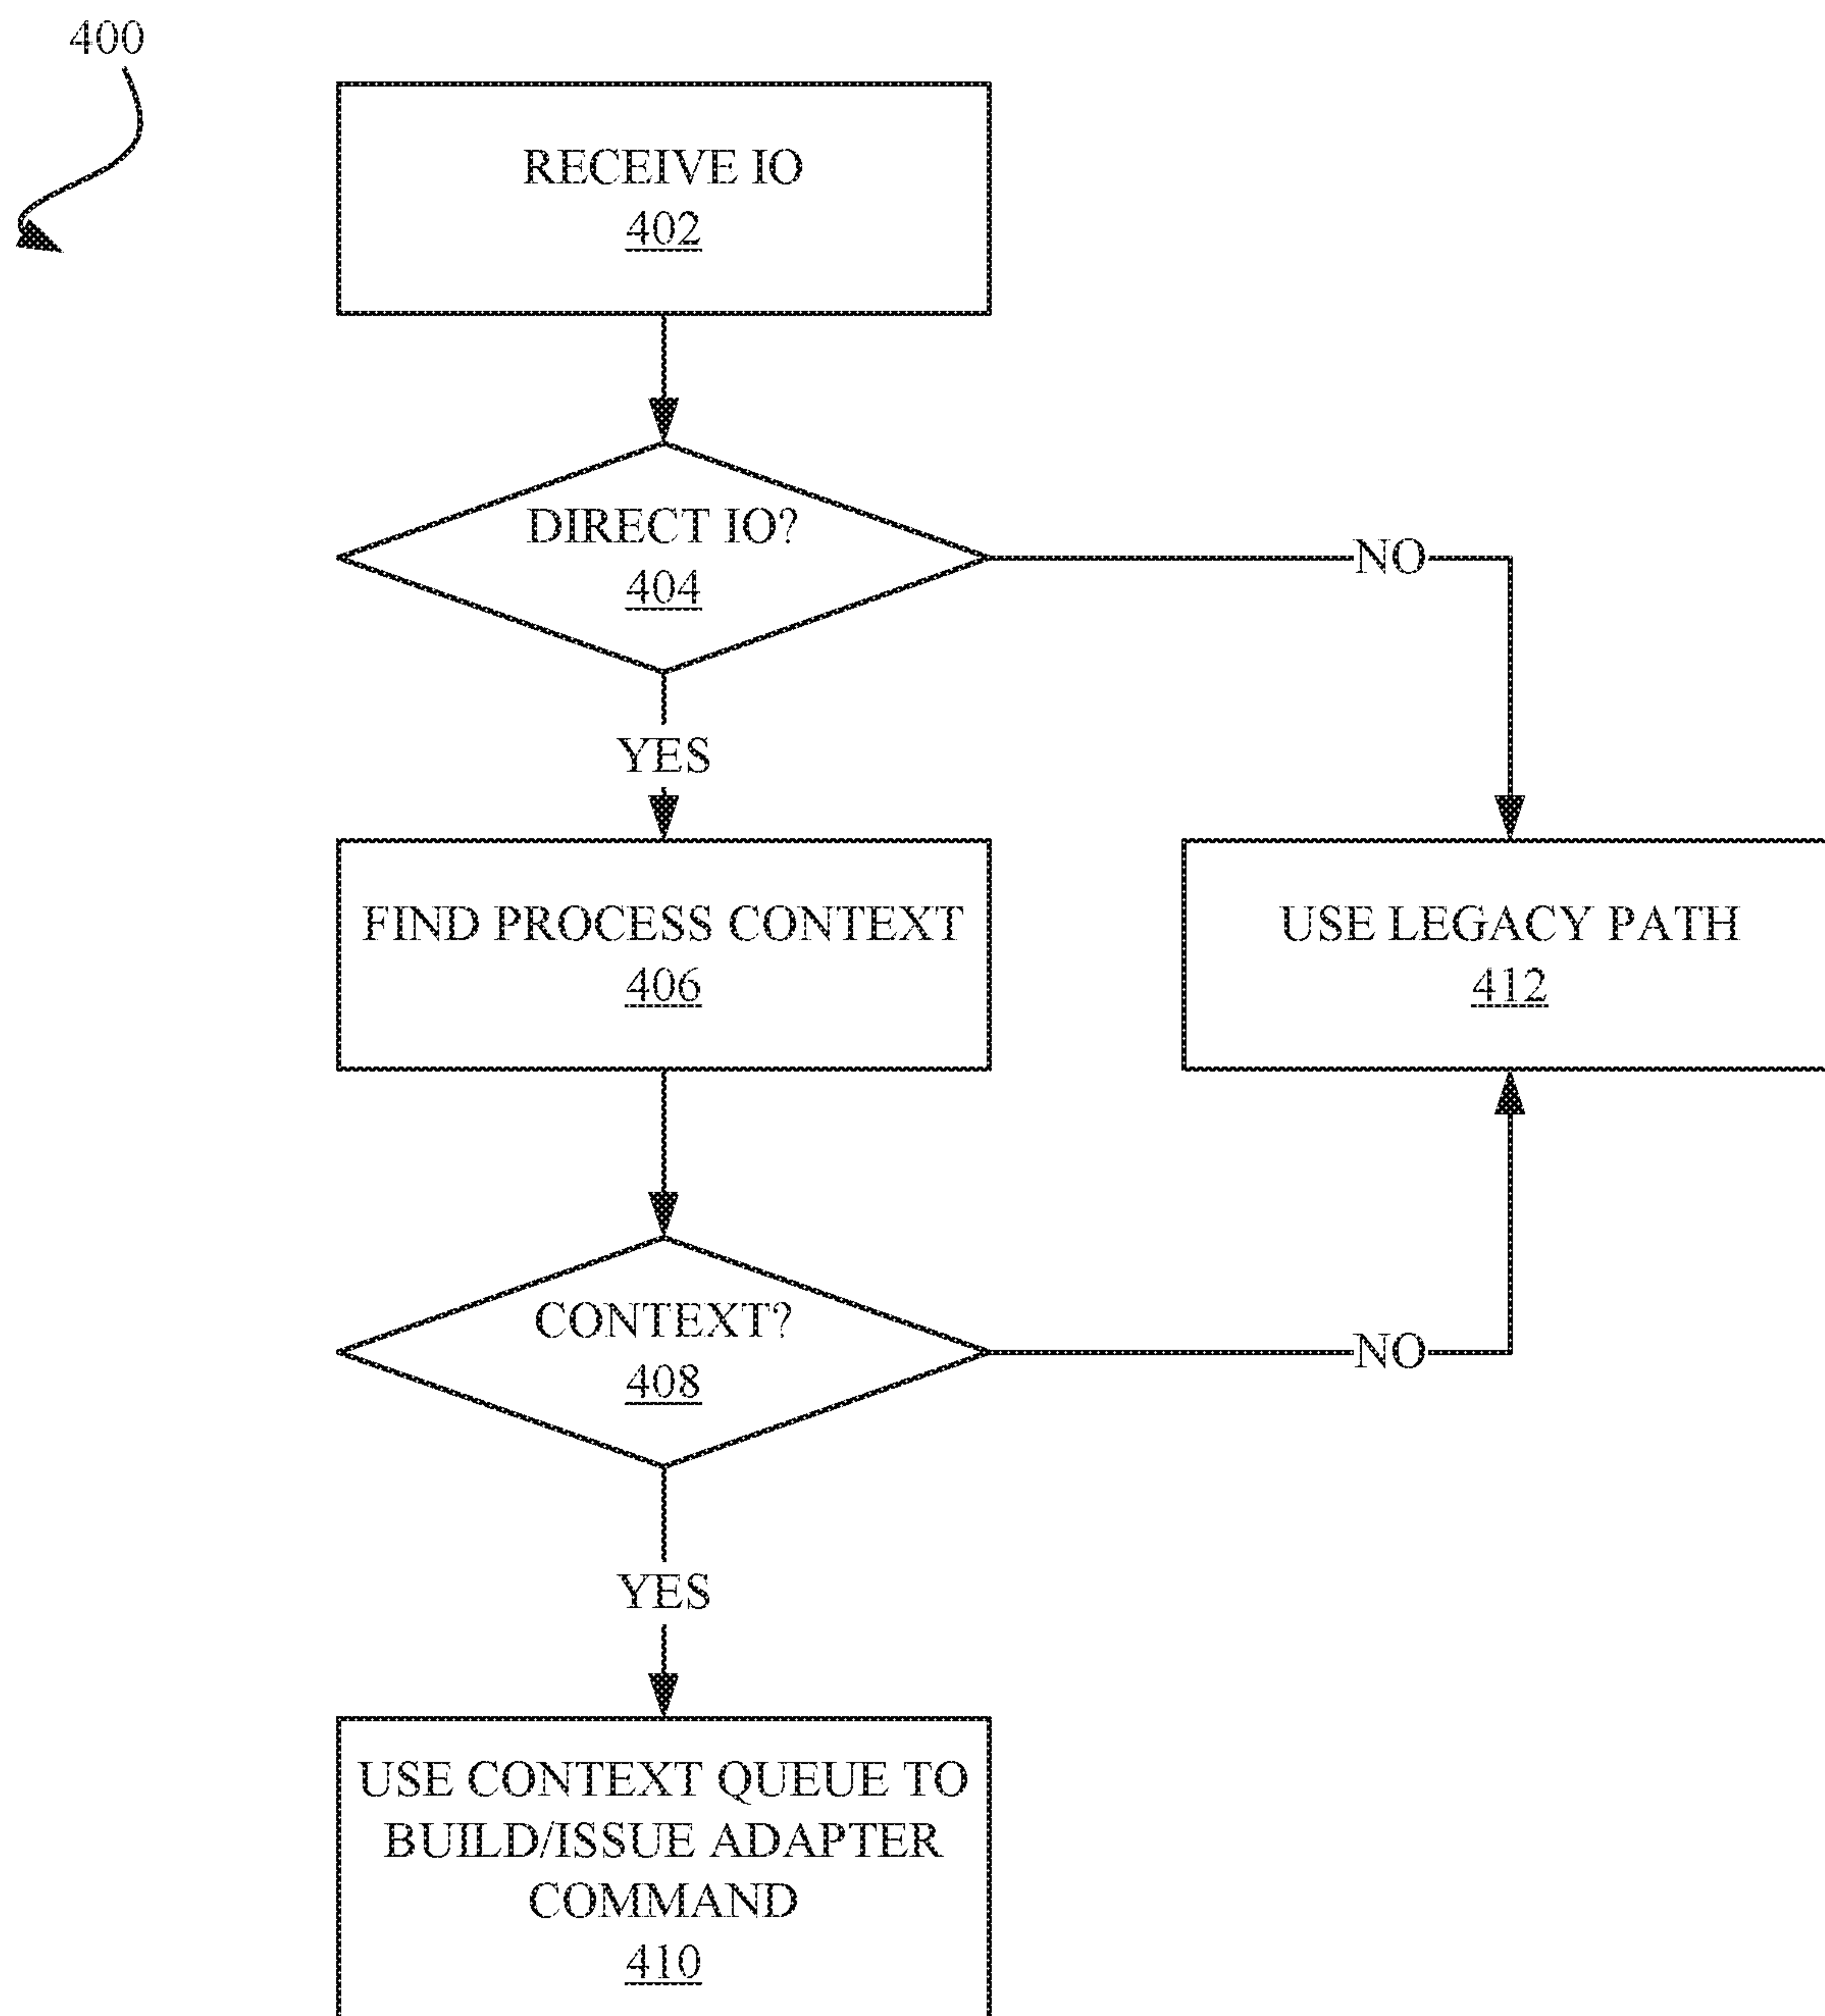 400
RECEIVE IO
402
DIRECT IO?
404
NO
YES
FIND PROCESS CONTEXT
406
USE LEGACY PATH
412
CONTEXT?
408
NO
YES
USE CONTEXT QUEUE TO
BUILD/ISSUE ADAPTER
COMMAND
410